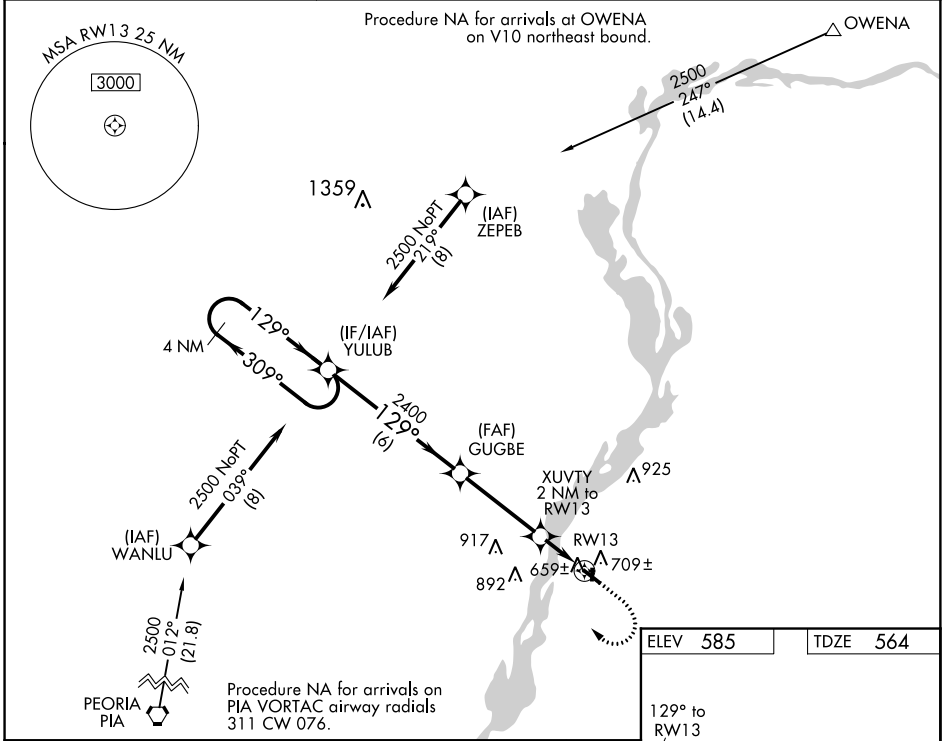 Procedure NA for arrivals at OWENA
on V10 northeast bound.
OWENA
MSA RW13 25 NM
3000
2500
247°
(14.4)
1359
(IAF)
ZEPEB
2500 NoPT
219°
(8)
129°
(IF/IAF)
YULUB
4 NM
309°
2400
129°
(6)
(FAF)
GUGBE
2500 NoPT
039°
(8)
XUVTY
2 NM to
RW13
925
(IAF)
WANLU
917
RW13
659±
709±
892
2500
012°
(21.8)
ELEV 585
TDZE 564
PEORIA
PIA
Procedure NA for arrivals on
PIA VORTAC airway radials
311 CW 076.
129° to
RW13